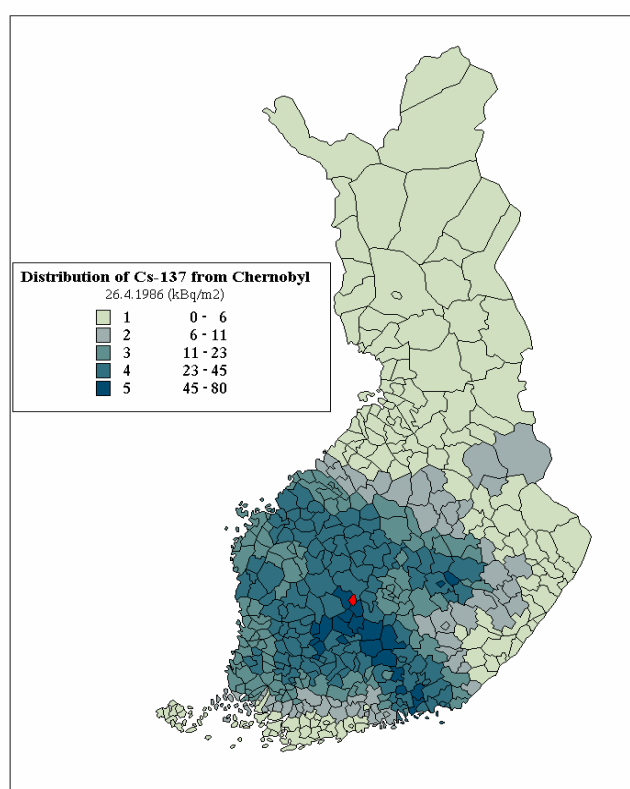 Distribution of Cs-137 from Chernobyl
26.4.1986 (kBq/m2)
1 0 - 6
2 6 - 11
3 11 - 23
4 23 - 45
5 45 - 80